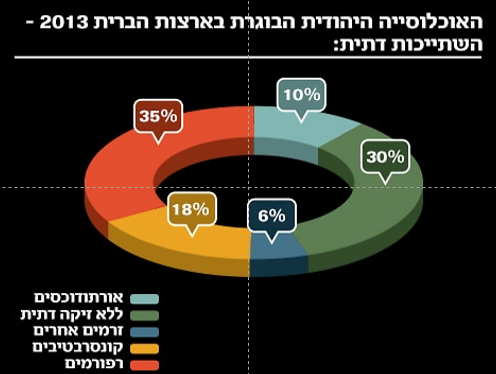 האוכלוסייה היהודית הבוגרת בארצות הברית 2013 -
השתייכות דתית:
10%
35%
30%
18%
6%
אורתודוכסים
ללא זיקה דתית
זרמים אחרים
קונסרבטיבים
רפורמים